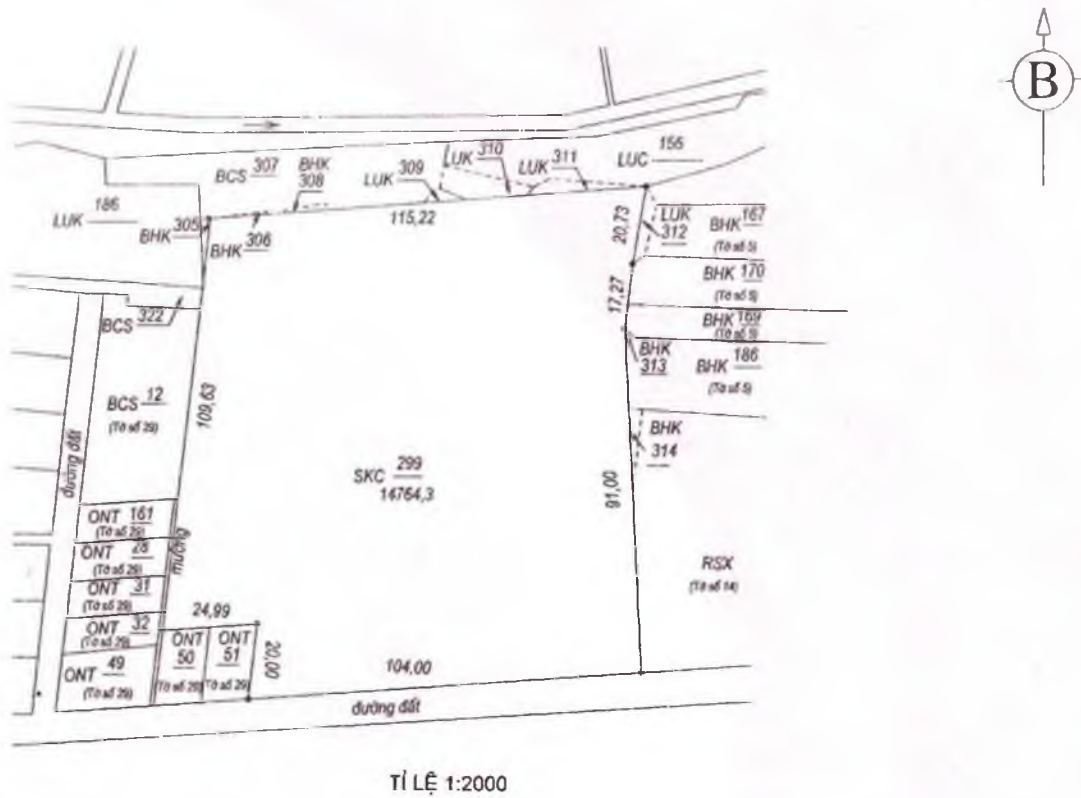 B
BCS 307
BHK
308
LUK 309
LUK 310
LUK 311
LUC 156
186
LUK
BHK 305
BHK 306
115,22
20,73
LUK
312
BHK 167
(Tờ số 5)
17,27
BHK 170
(Tờ số 5)
BHK 169
(Tờ số 5)
BHK
313
BHK 186
(Tờ số 5)
BHK
314
BCS 322
BCS 12
(Tờ số 29)
109,63
đường đất
299
SKC
14764,3
91,00
RSX
(Tờ số 14)
ONT 161
(Tờ số 29)
ONT 28
(Tờ số 29)
ONT 31
(Tờ số 29)
ONT 32
(Tờ số 29)
ONT 49
(Tờ số 29)
mương
24,99
ONT
50
(Tờ số 29)
ONT
51
(Tờ số 29)
20,00
104,00
đường đất
TỈ LỆ 1:2000